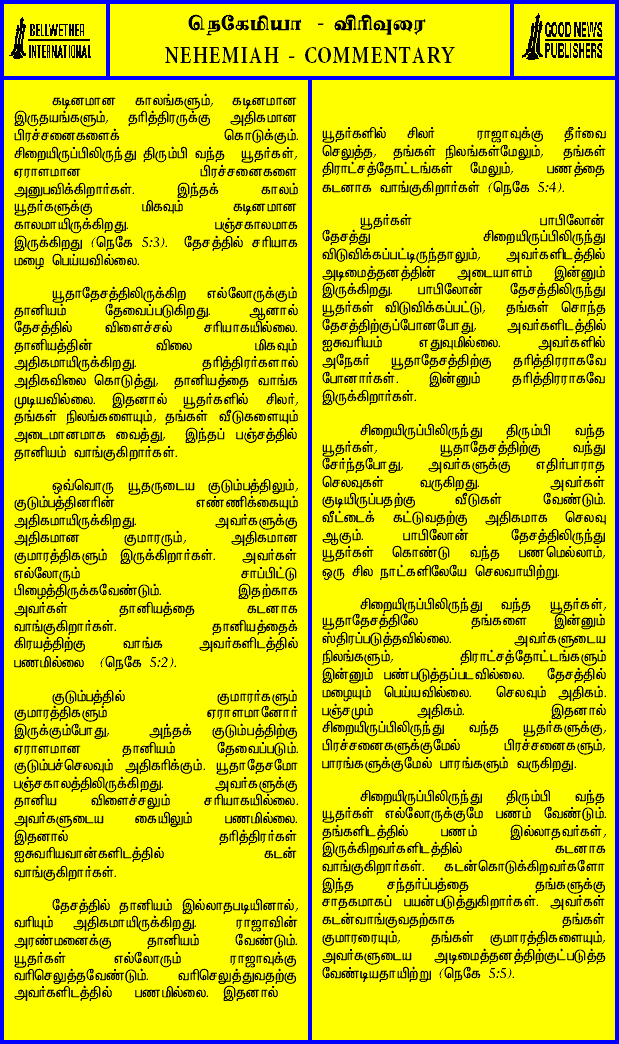 BELLWETHER
INTERNATIONAL
நெகேமியா - விரிவுரை
NEHEMIAH - COMMENTARY
GOOD NEWS
PUBLISHERS
கடினமான காலங்களும், கடினமான
இருதயங்களும், தரித்திரருக்கு அதிகமான
பிரச்சனைகளைக் கொடுக்கும்.
சிறையிருப்பிலிருந்து திரும்பி வந்த யூதர்கள்,
ஏராளமான பிரச்சனைகளை
அனுபவிக்கிறார்கள். இந்தக் காலம்
யூதர்களுக்கு மிகவும் கடினமான
காலமாயிருக்கிறது. பஞ்சகாலமாக
இருக்கிறது (நெகே 5:3). தேசத்தில் சரியாக
மழை பெய்யவில்லை.
யூதாதேசத்திலிருக்கிற எல்லோருக்கும்
தானியம் தேவைப்படுகிறது. ஆனால்
தேசத்தில் விளைச்சல் சரியாகயில்லை.
தானியத்தின் விலை மிகவும்
அதிகமாயிருக்கிறது. தரித்திரர்களால்
அதிகவிலை கொடுத்து, தானியத்தை வாங்க
முடியவில்லை. இதனால் யூதர்களில் சிலர்,
தங்கள் நிலங்களையும், தங்கள் வீடுகளையும்
அடைமானமாக வைத்து, இந்தப் பஞ்சத்தில்
தானியம் வாங்குகிறார்கள்.
ஒவ்வொரு யூதருடைய குடும்பத்திலும்,
குடும்பத்தினரின் எண்ணிக்கையும்
அதிகமாயிருக்கிறது. அவர்களுக்கு
அதிகமான குமாரரும், அதிகமான
குமாரத்திகளும் இருக்கிறார்கள். அவர்கள்
எல்லோரும் சாப்பிட்டு
பிழைத்திருக்கவேண்டும். இதற்காக
அவர்கள் தானியத்தை கடனாக
வாங்குகிறார்கள். தானியத்தைக்
கிரயத்திற்கு வாங்க அவர்களிடத்தில்
பணமில்லை (நெகே 5:2).
குடும்பத்தில் குமாரர்களும்
குமாரத்திகளும் ஏராளமானோர்
இருக்கும்போது, அந்தக் குடும்பத்திற்கு
ஏராளமான தானியம் தேவைப்படும்.
குடும்பச்செலவும் அதிகரிக்கும். யூதாதேசமோ
பஞ்சகாலத்திலிருக்கிறது. அவர்களுக்கு
தானிய விளைச்சலும் சரியாகயில்லை.
அவர்களுடைய கையிலும் பணமில்லை.
இதனால் தரித்திரர்கள்
ஐசுவரியவான்களிடத்தில் கடன்
வாங்குகிறார்கள்.
தேசத்தில் தானியம் இல்லாதபடியினால்,
வரியும் அதிகமாயிருக்கிறது. ராஜாவின்
அரண்மனைக்கு தானியம் வேண்டும்.
யூதர்கள் எல்லோரும் ராஜாவுக்கு
வரிசெலுத்தவேண்டும். வரிசெலுத்துவதற்கு
அவர்களிடத்தில் பணமில்லை. இதனால்
யூதர்களில் சிலர் ராஜாவுக்கு தீர்வை
செலுத்த, தங்கள் நிலங்கள்மேலும், தங்கள்
திராட்சத்தோட்டங்கள் மேலும், பணத்தை
கடனாக வாங்குகிறார்கள் (நெகே 5:4).
யூதர்கள் பாபிலோன்
தேசத்து சிறையிருப்பிலிருந்து
விடுவிக்கப்பட்டிருந்தாலும், அவர்களிடத்தில்
அடிமைத்தனத்தின் அடையாளம் இன்னும்
இருக்கிறது. பாபிலோன் தேசத்திலிருந்து
யூதர்கள் விடுவிக்கப்பட்டு, தங்கள் சொந்த
தேசத்திற்குப்போனபோது, அவர்களிடத்தில்
ஐசுவரியம் எதுவுமில்லை. அவர்களில்
அநேகர் யூதாதேசத்திற்கு தரித்திரராகவே
போனார்கள். இன்னும் தரித்திரராகவே
இருக்கிறார்கள்.
சிறையிருப்பிலிருந்து திரும்பி வந்த
யூதர்கள், யூதாதேசத்திற்கு வந்து
சேர்ந்தபோது, அவர்களுக்கு எதிர்பாராத
செலவுகள் வருகிறது. அவர்கள்
குடியிருப்பதற்கு வீடுகள் வேண்டும்.
வீட்டைக் கட்டுவதற்கு அதிகமாக செலவு
ஆகும். பாபிலோன் தேசத்திலிருந்து
யூதர்கள் கொண்டு வந்த பணமெல்லாம்,
ஒரு சில நாட்களிலேயே செலவாயிற்று.
சிறையிருப்பிலிருந்து வந்த யூதர்கள்,
யூதாதேசத்திலே தங்களை இன்னும்
ஸ்திரப்படுத்தவில்லை. அவர்களுடைய
நிலங்களும், திராட்சத்தோட்டங்களும்
இன்னும் பண்படுத்தப்படவில்லை. தேசத்தில்
மழையும் பெய்யவில்லை. செலவும் அதிகம்.
பஞ்சமும் அதிகம். இதனால்
சிறையிருப்பிலிருந்து வந்த யூதர்களுக்கு,
பிரச்சனைகளுக்குமேல் பிரச்சனைகளும்,
பாரங்களுக்குமேல் பாரங்களும் வருகிறது.
சிறையிருப்பிலிருந்து திரும்பி வந்த
யூதர்கள் எல்லோருக்குமே பணம் வேண்டும்.
தங்களிடத்தில் பணம் இல்லாதவர்கள்,
இருக்கிறவர்களிடத்தில் கடனாக
வாங்குகிறார்கள். கடன்கொடுக்கிறவர்களோ
இந்த சந்தர்ப்பத்தை தங்களுக்கு
சாதகமாகப் பயன்படுத்துகிறார்கள். அவர்கள்
கடன்வாங்குவதற்காக தங்கள்
குமாரரையும், தங்கள் குமாரத்திகளையும்,
அவர்களுடைய அடிமைத்தனத்திற்குட்படுத்த
வேண்டியதாயிற்று (நெகே 5:5).